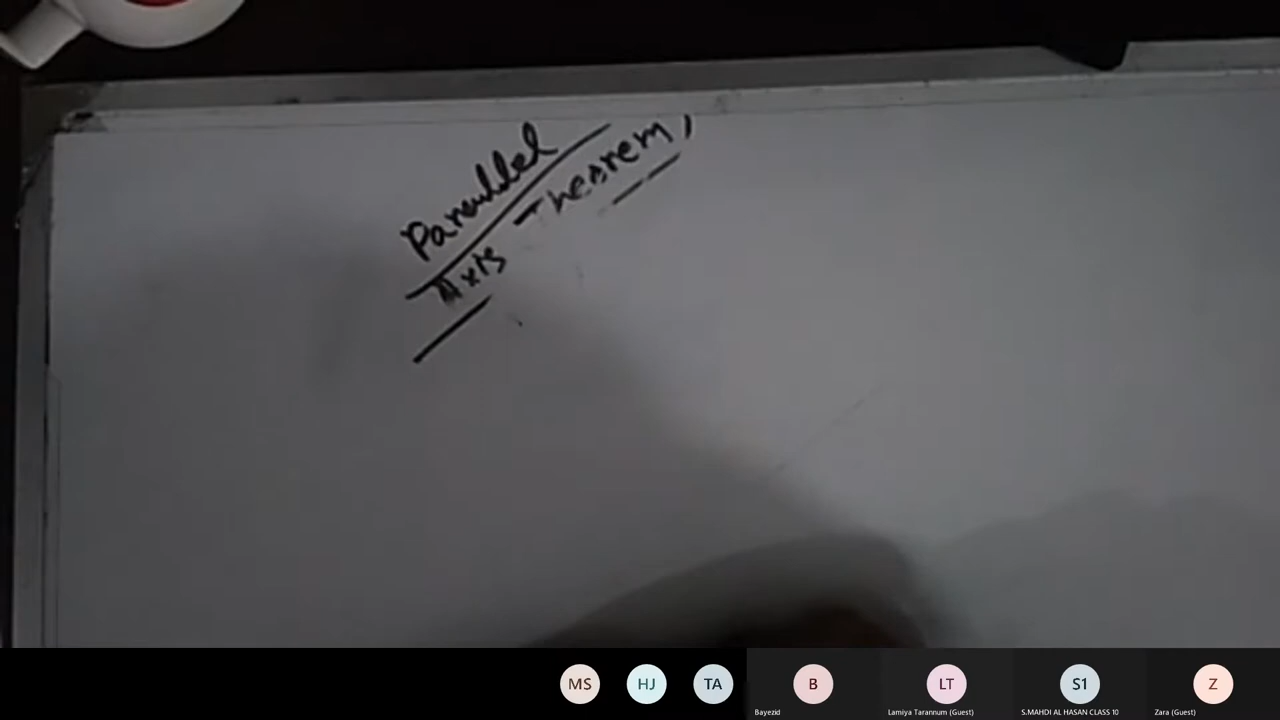 Parallel
Axis Theorem,
MS
HJ
TA
B
LT
S1
Z
Bayezid
Lamiya Tarannum (Guest)
S.MAHDI AL HASAN CLASS 10
Zara (Guest)